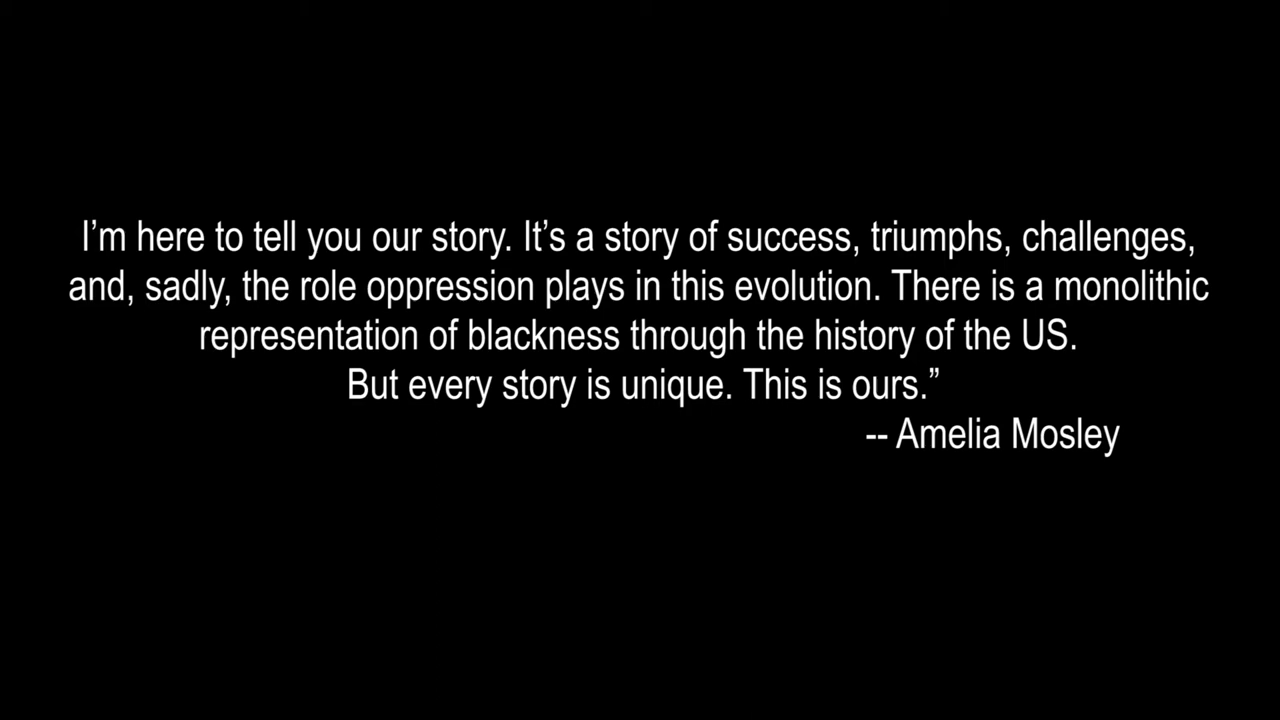 I’m here to tell you our story. It’s a story of success, triumphs, challenges,
and, sadly, the role oppression plays in this evolution. There is a monolithic
representation of blackness through the history of the US.
But every story is unique. This is ours.”
-- Amelia Mosley